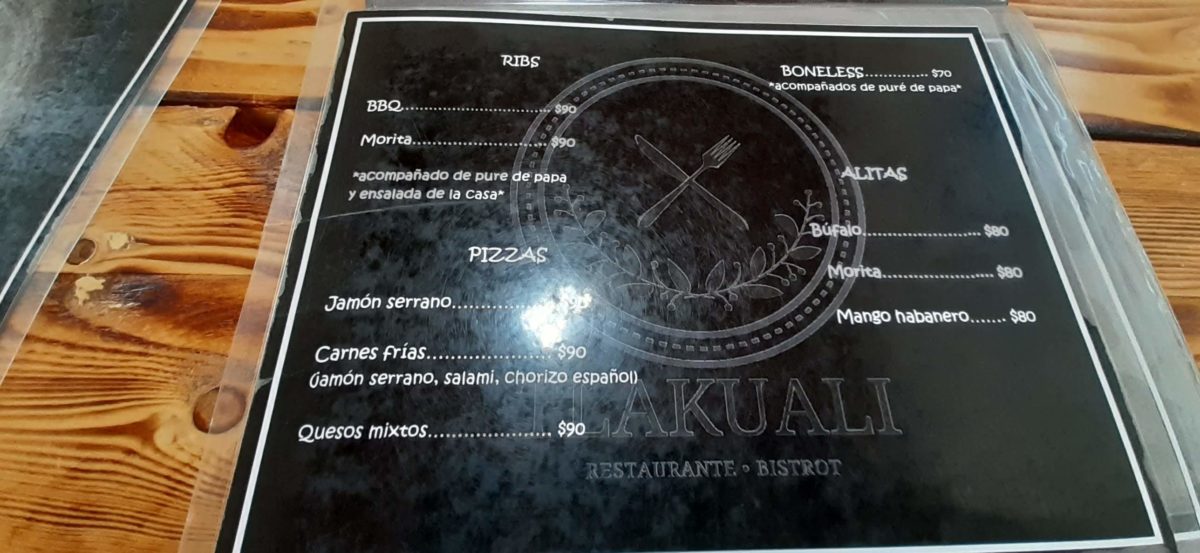 RIBS
BBQ.............................. $90
Morita........................... $90
*acompañado de pure de papa
y ensalada de la Casa*
PIZZAS
Jamón serrano.................. $90
Carnes frías...................... $90
(jamón serrano, salami, chorizo español)
Quesos mixtos..................... $90
BONELESS.............. $70
*acompañados de puré de papa*
ALITAS
Búfalo......................... $80
Morita........................ $80
Mango habanero....... $80
TLAKUALI
RESTAURANTE • BISTROT